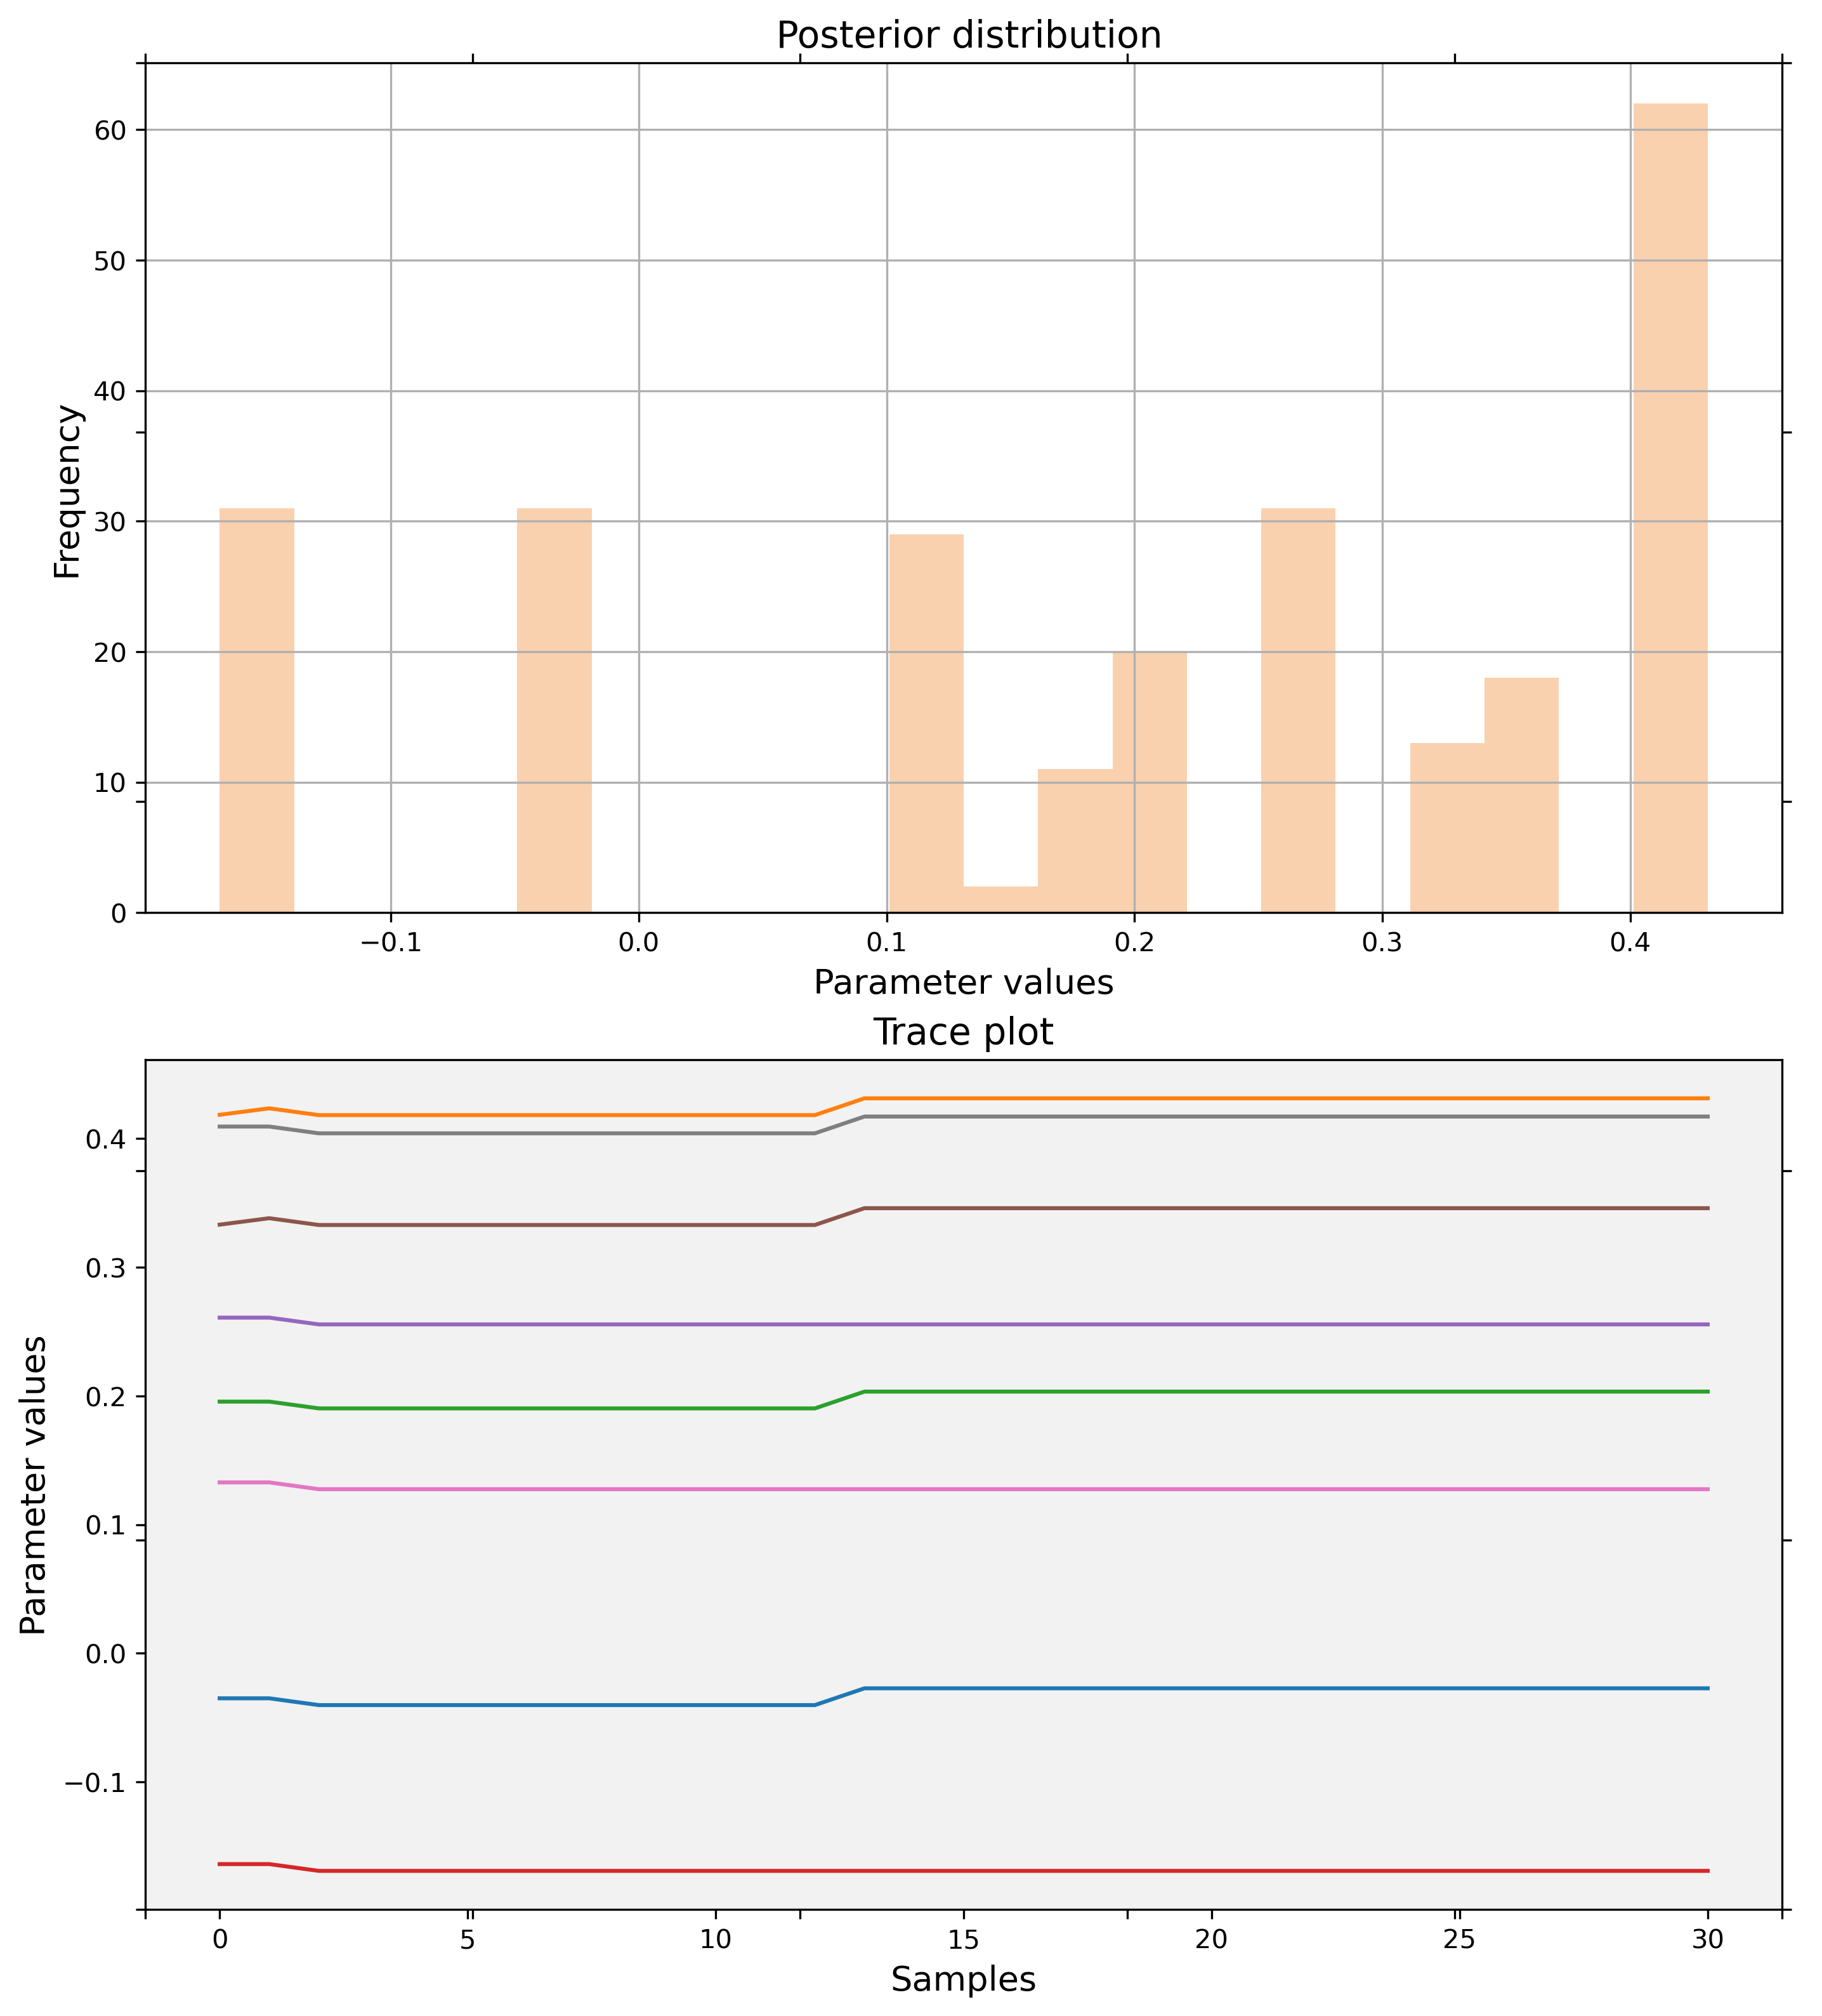 Posterior distribution
60
50
40
30
20
10
0
Frequency
−0.1 0.0 0.1 0.2 0.3 0.4
Parameter values
Trace plot
0.4
0.3
0.2
0.1
0.0
−0.1
Parameter values
0 5 10 15 20 25 30
Samples